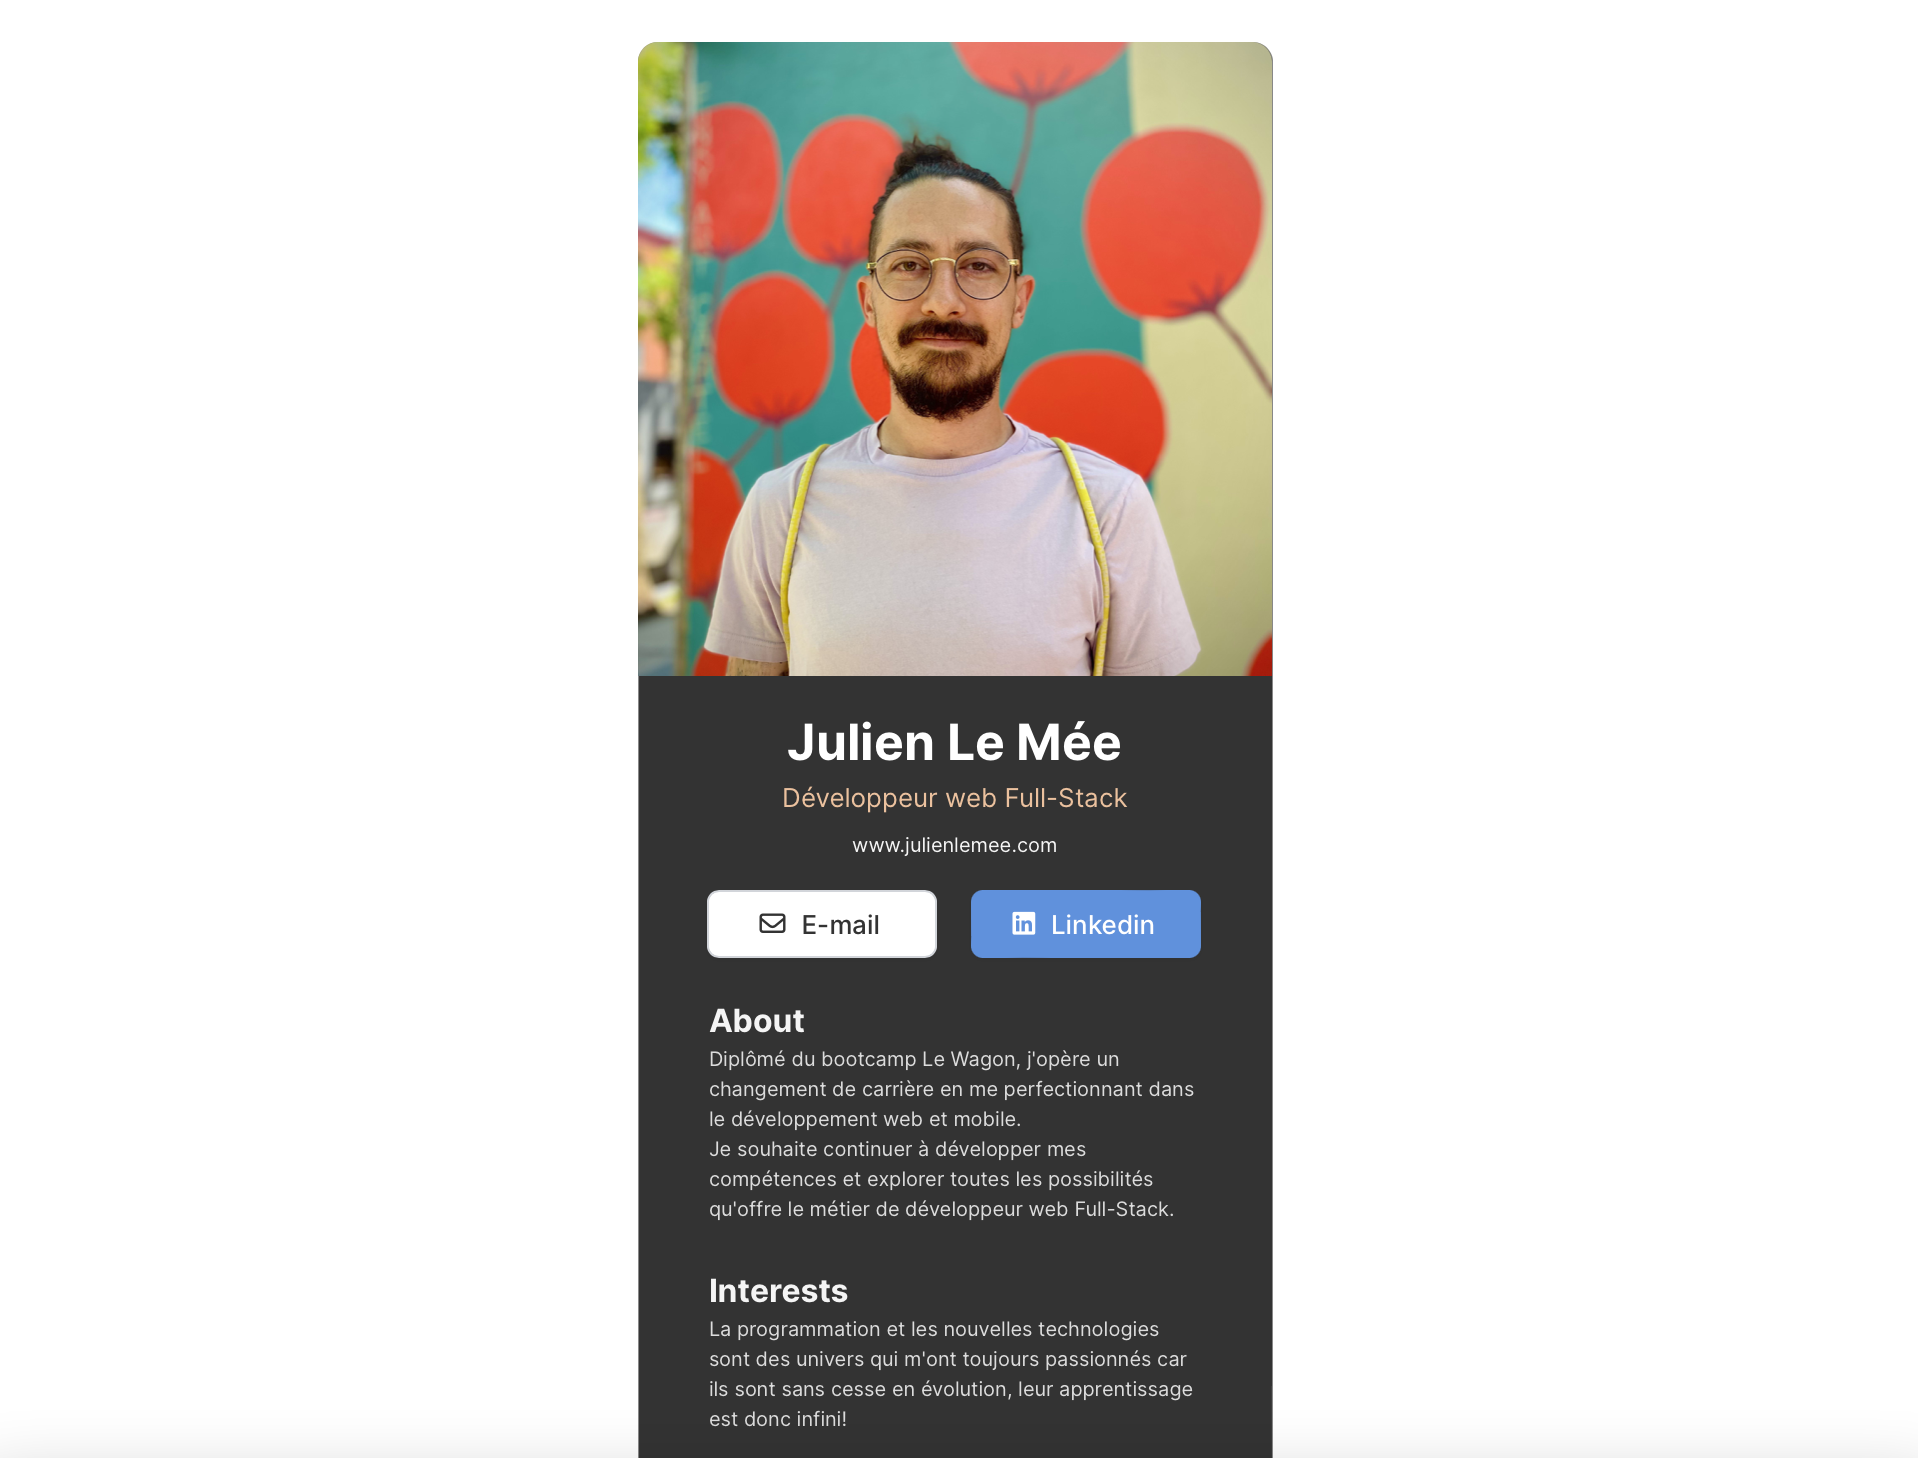 Julien Le Mée
Développeur web Full-Stack
www.julienlemee.com
E-mail
Linkedin
About
Diplômé du bootcamp Le Wagon, j'opère un
changement de carrière en me perfectionnant dans
le développement web et mobile.
Je souhaite continuer à développer mes
compétences et explorer toutes les possibilités
qu'offre le métier de développeur web Full-Stack.
Interests
La programmation et les nouvelles technologies
sont des univers qui m'ont toujours passionnés car
ils sont sans cesse en évolution, leur apprentissage
est donc infini!